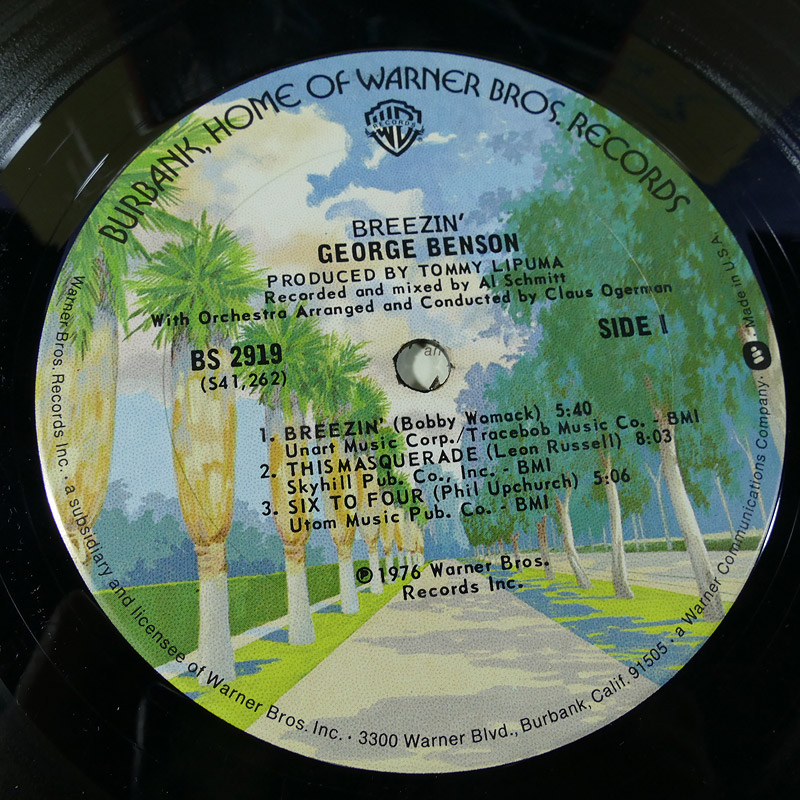 BURBANK, HOME OF WARNER BROS. RECORDS
RECORDS
WB
BREEZIN'
GEORGE BENSON
PRODUCED BY TOMMY LIPUMA
Recorded and mixed by Al Schmitt
With Orchestra Arranged and Conducted by Claus Ogerman
BS 2919
(S41,262)
SIDE I
1. BREEZIN' (Bobby Womack) 5:40
Unart Music Corp./Tracebob Music Co. - BMI
2. THIS MASQUERADE (Leon Russell) 8:03
Skyhill Pub. Co., Inc. - BMI
3. SIX TO FOUR (Phil Upchurch) 5:06
Utom Music Pub. Co. - BMI
℗ 1976 Warner Bros.
Records Inc.
Warner Bros. Records Inc. · a subsidiary and licensee of Warner Bros. Inc. · 3300 Warner Blvd., Burbank, Calif. 91505 · a Warner Communications Company · Made in U.S.A.